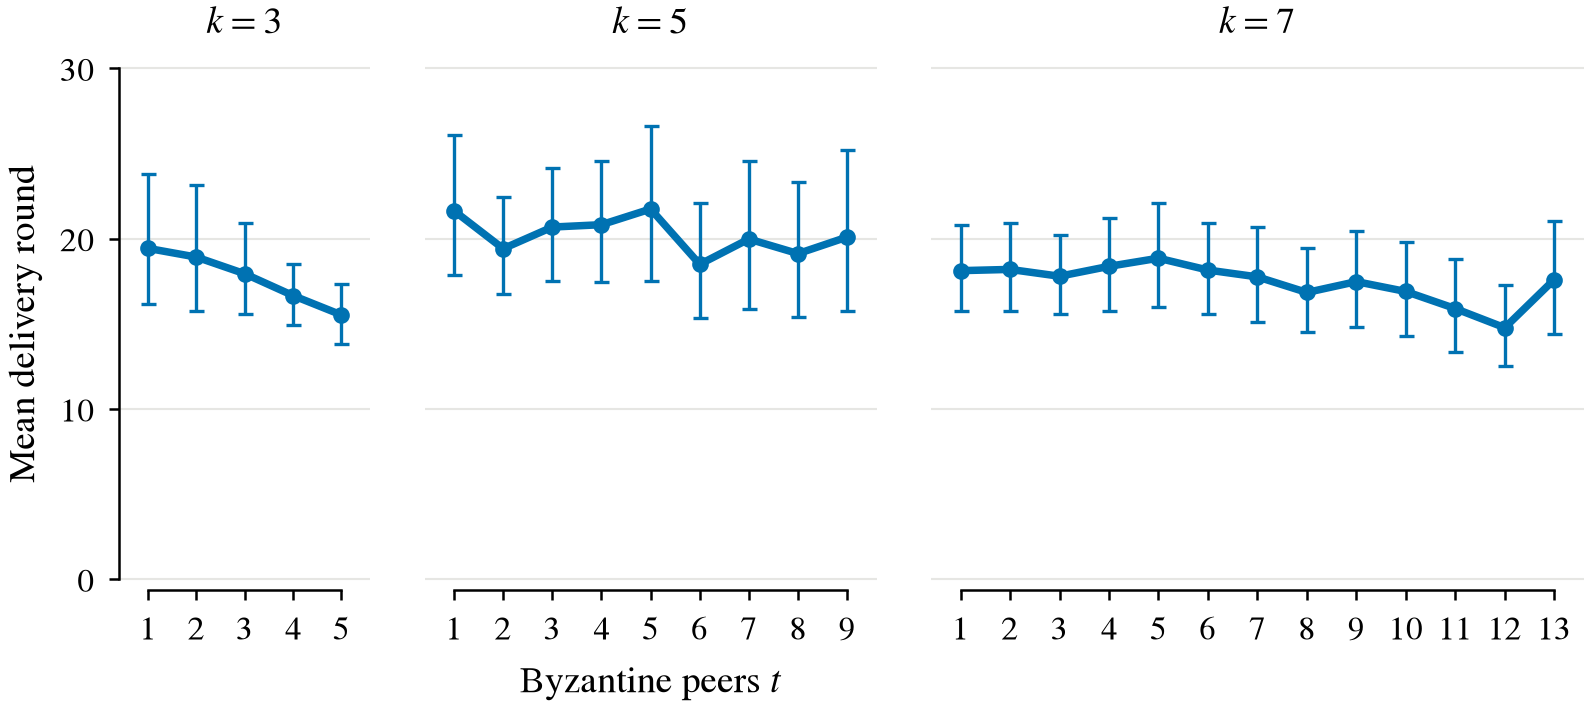 k = 3
k = 5
k = 7
Mean delivery round
30
20
10
0
1 2 3 4 5
1 2 3 4 5 6 7 8 9
1 2 3 4 5 6 7 8 9 10 11 12 13
Byzantine peers t